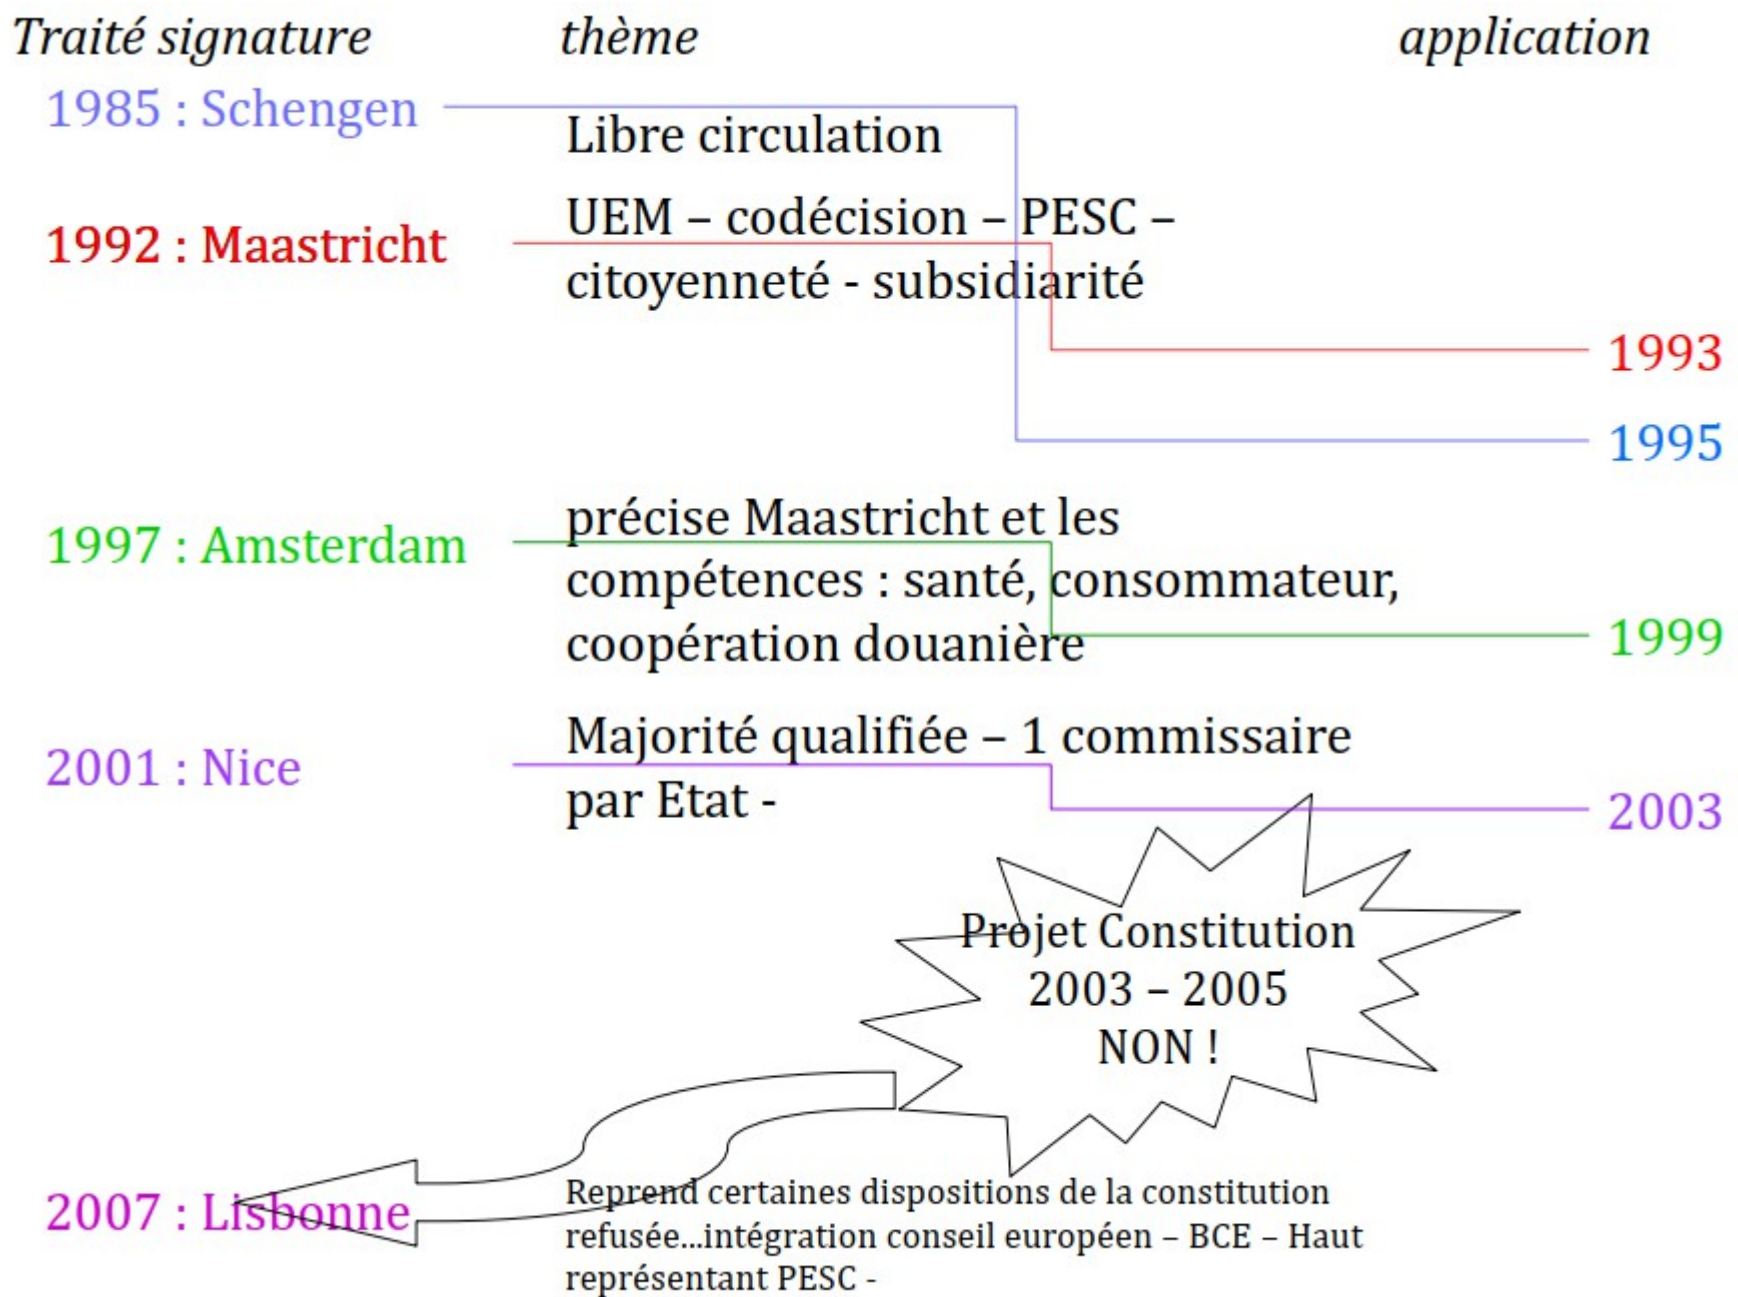 Traité signature thème application
1985 : Schengen
Libre circulation
UEM – codécision – PESC –
1992 : Maastricht
citoyenneté - subsidiarité
1993
1995
précise Maastricht et les
1997 : Amsterdam
compétences : santé, consommateur,
coopération douanière
1999
Majorité qualifiée – 1 commissaire
2001 : Nice
par Etat -
2003
Projet Constitution
2003 – 2005
NON !
2007 : Lisbonne
Reprend certaines dispositions de la constitution
refusée...intégration conseil européen – BCE – Haut
représentant PESC -